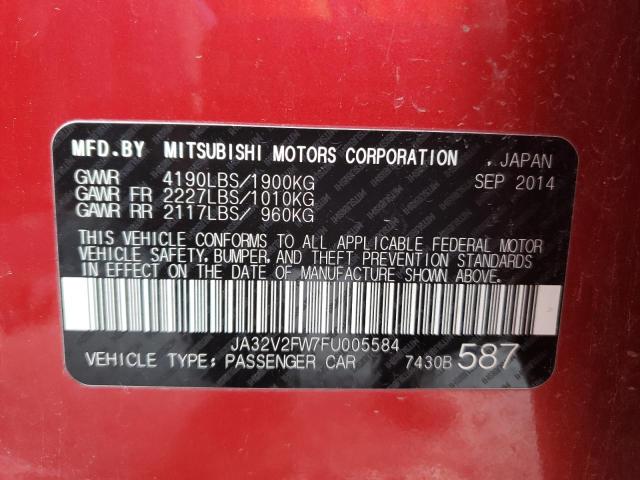 MFD.BY MITSUBISHI MOTORS CORPORATION , JAPAN
GVWR 4190LBS/1900KG SEP 2014
GAWR FR 2227LBS/1010KG
GAWR RR 2117LBS/ 960KG
THIS VEHICLE CONFORMS TO ALL APPLICABLE FEDERAL MOTOR
VEHICLE SAFETY, BUMPER, AND THEFT PREVENTION STANDARDS
IN EFFECT ON THE DATE OF MANUFACTURE SHOWN ABOVE.
JA32V2FW7FU005584
VEHICLE TYPE: PASSENGER CAR 7430B 587